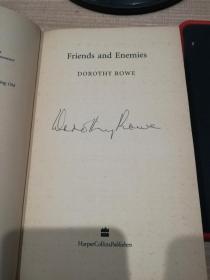 Friends and Enemies
DOROTHY ROWE
Dorothy Rowe
HarperCollinsPublishers